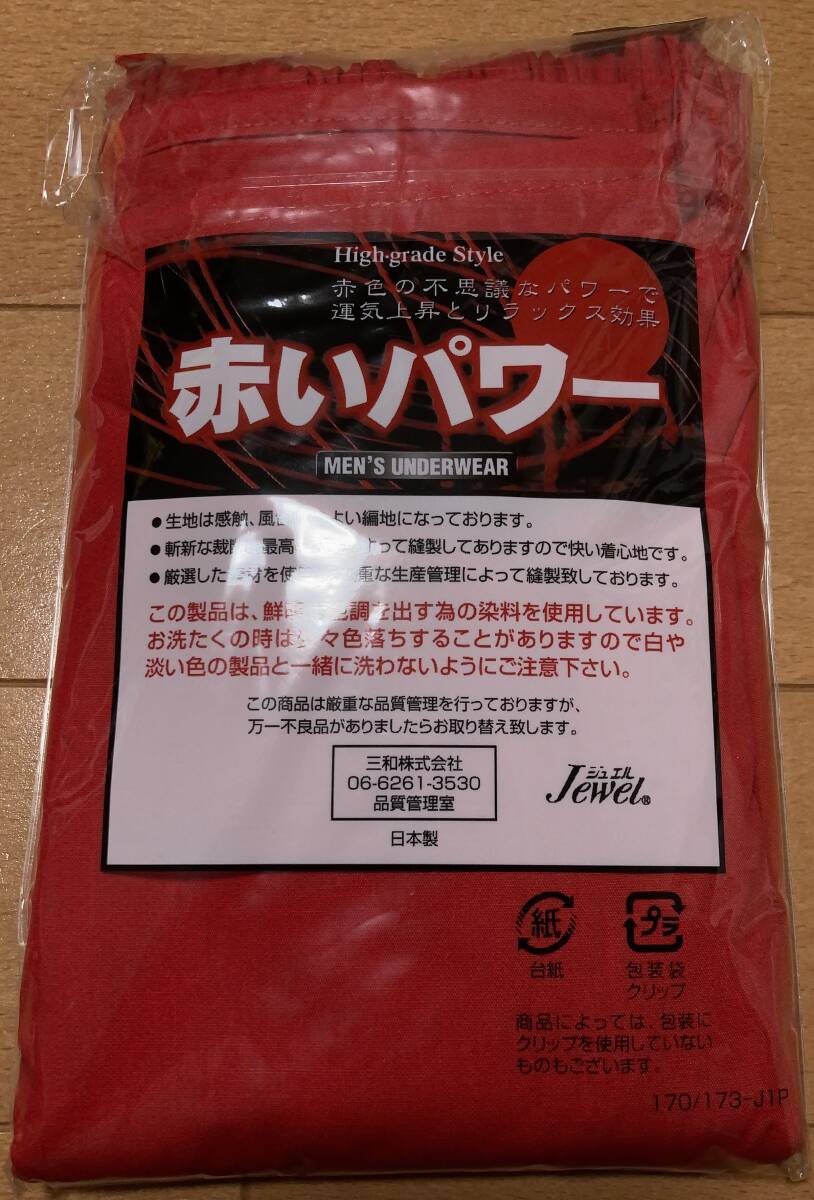 High-grade Style
赤色の不思議なパワーで
運気上昇とリラックス効果
赤いパワー
MEN'S UNDERWEAR
●生地は感触、風 よい編地になっております。
●斬新な裁 最高 よって縫製してありますので快い着心地です。
●厳選した 材を使 重な生産管理によって縫製致しております。
この製品は、鮮 色調を出す為の染料を使用しています。
お洗たくの時は 々色落ちすることがありますので白や
淡い色の製品と一緒に洗わないようにご注意下さい。
この商品は厳重な品質管理を行っておりますが、
万一不良品がありましたらお取り替え致します。
三和株式会社
06-6261-3530
品質管理室
ジュエル
Jewel®
日本製
紙
台紙
プラ
包装袋
クリップ
商品によっては、包装に
クリップを使用していない
ものもございます。
170/173-J1P